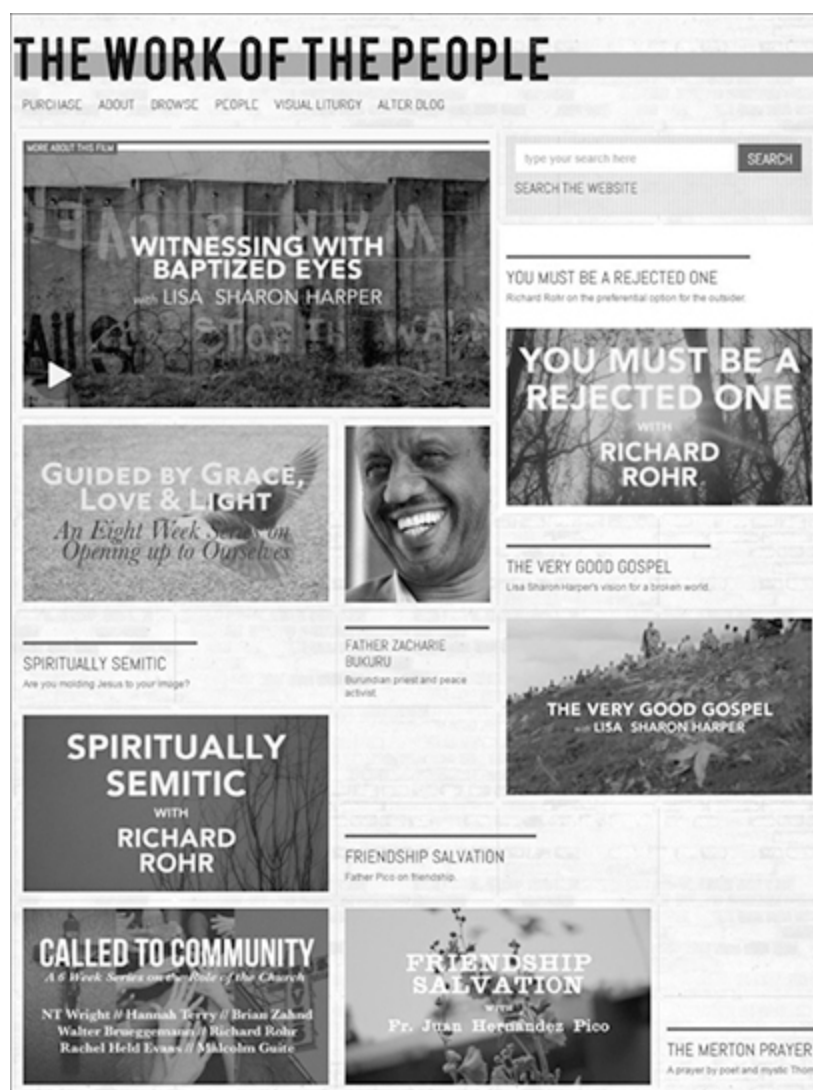 THE WORK OF THE PEOPLE
PURCHASE ABOUT BROWSE PEOPLE VISUAL LITURGY ALTER BLOG
MORE ABOUT THIS FILM
WITNESSING WITH
BAPTIZED EYES
with LISA SHARON HARPER
type your search here
SEARCH
SEARCH THE WEBSITE
YOU MUST BE A REJECTED ONE
Richard Rohr on the preferential option for the outsider.
YOU MUST BE A
REJECTED ONE
WITH
RICHARD
ROHR
GUIDED BY GRACE,
LOVE & LIGHT
An Eight Week Series on
Opening up to Ourselves
THE VERY GOOD GOSPEL
Lisa Sharon Harper's vision for a broken world.
FATHER ZACHARIE
BUKURU
Burundian priest and peace
activist.
SPIRITUALLY SEMITIC
Are you molding Jesus to your image?
THE VERY GOOD GOSPEL
with LISA SHARON HARPER
SPIRITUALLY
SEMITIC
WITH
RICHARD
ROHR
FRIENDSHIP SALVATION
Father Pico on friendship.
CALLED TO COMMUNITY
A 6 Week Series on the Role of the Church
NT Wright // Hannah Terry // Brian Zahnd
Walter Brueggemann // Richard Rohr
Rachel Held Evans // Malcolm Guite
FRIENDSHIP
SALVATION
WITH
Fr. Juan Hernández Pico
THE MERTON PRAYER
A prayer by poet and mystic